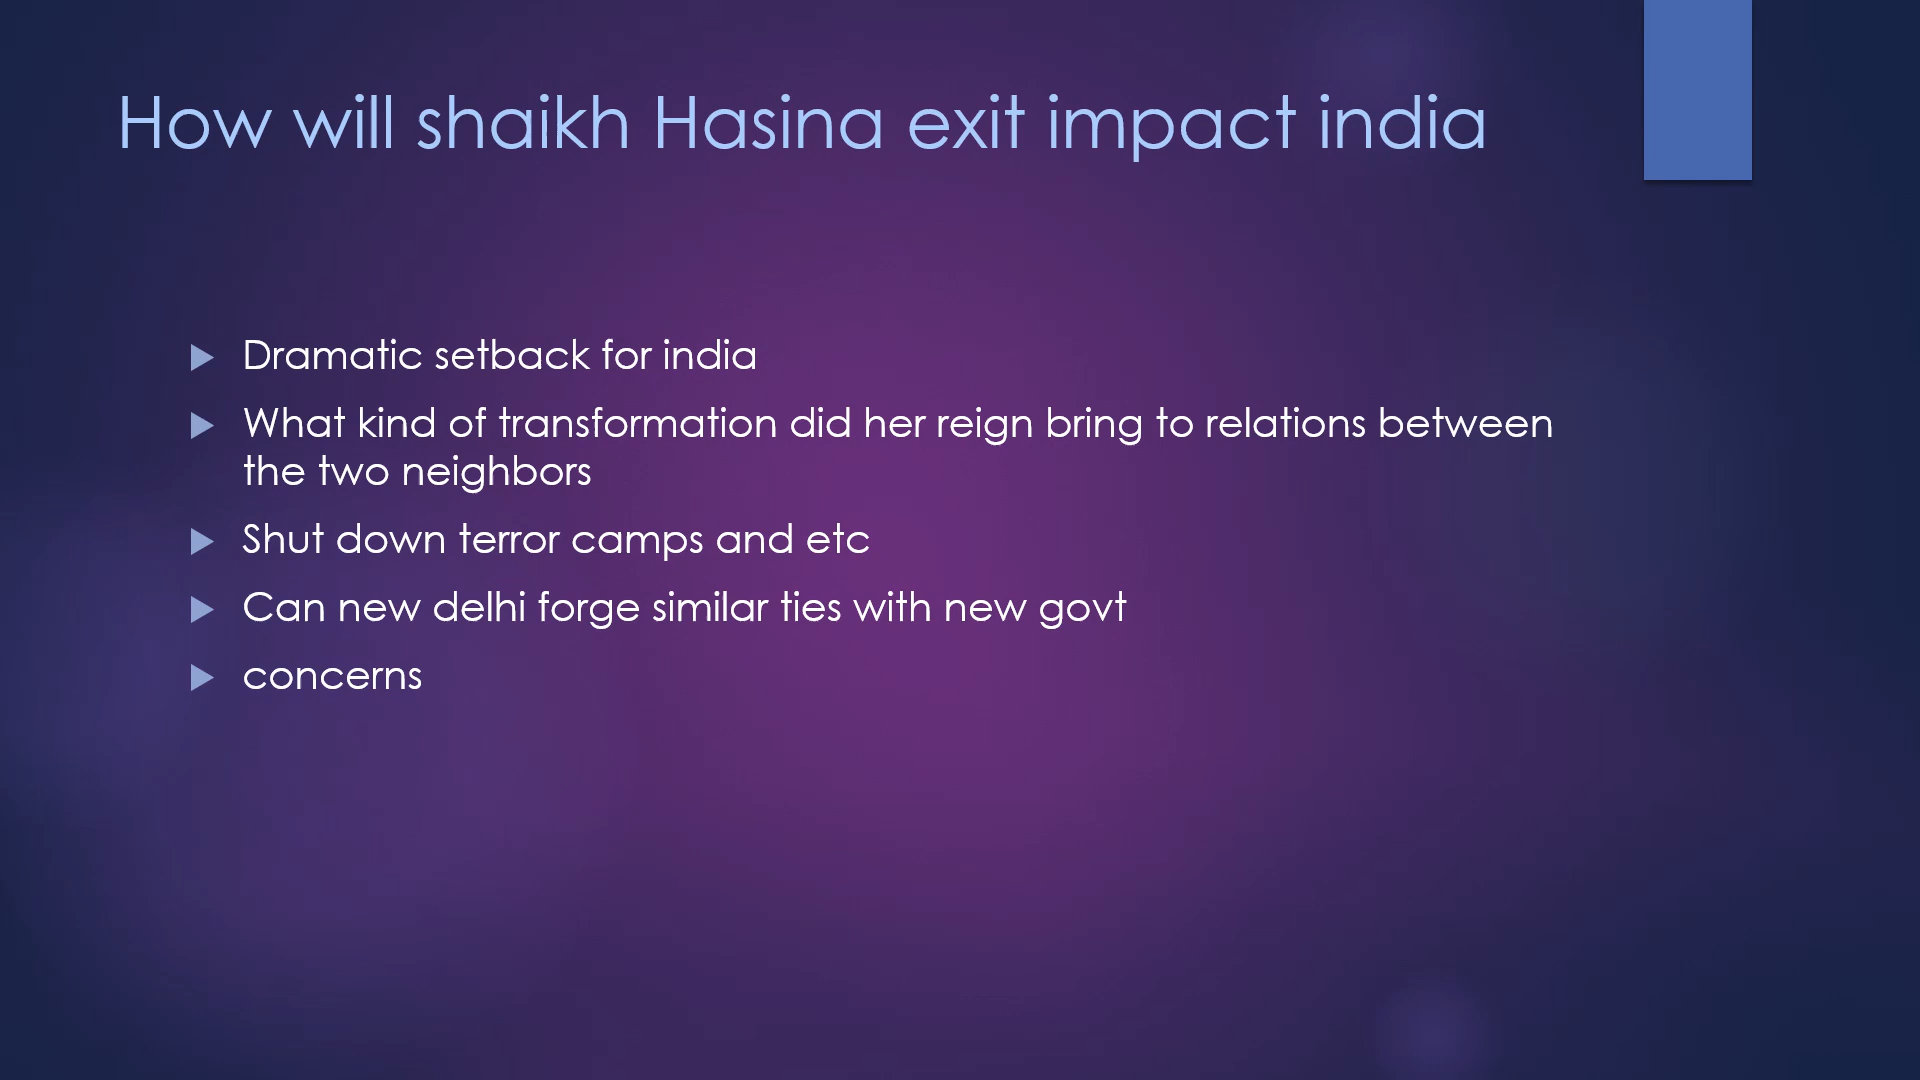 How will shaikh Hasina exit impact india
Dramatic setback for india
What kind of transformation did her reign bring to relations between
the two neighbors
Shut down terror camps and etc
Can new delhi forge similar ties with new govt
concerns